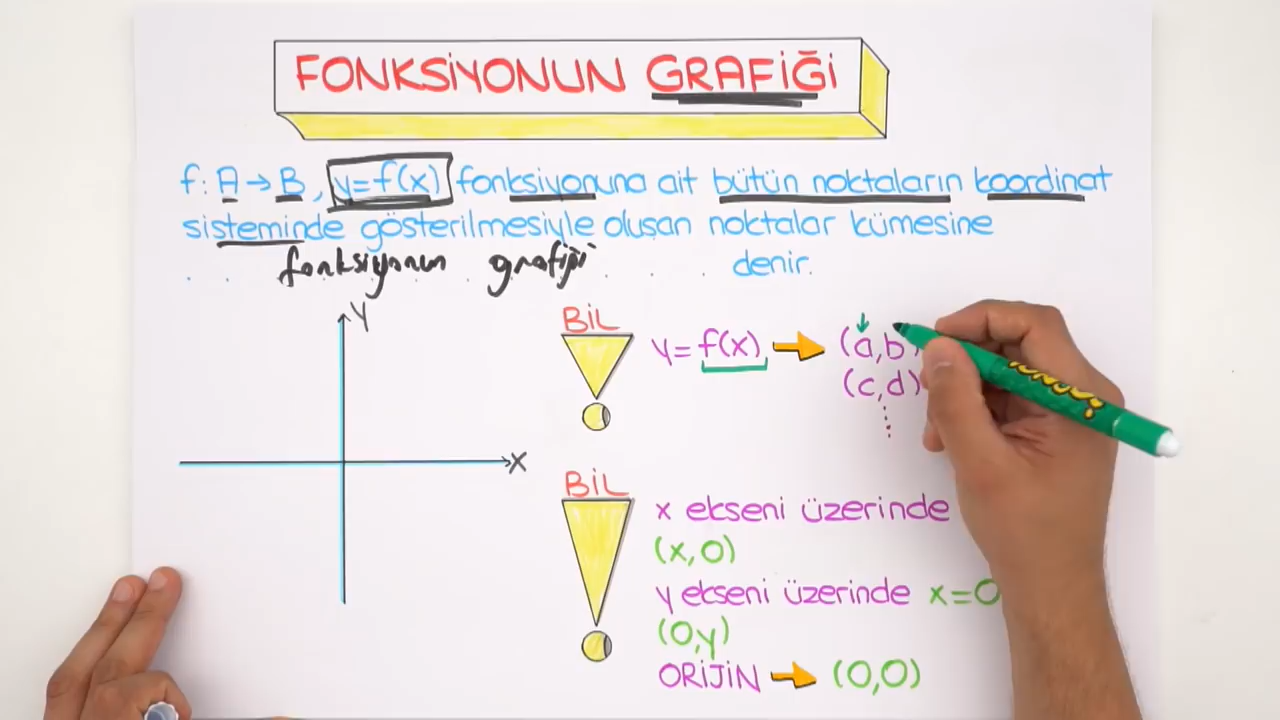 FONKSİYONUN GRAFİĞİ
f: A → B, y=f(x) fonksiyonuna ait bütün noktaların koordinat
sisteminde gösterilmesiyle oluşan noktalar kümesine
.. fonksiyonun grafiği ... denir.
Y
X
BİL
y= f(x) → (a,b)
(c,d)
BİL
x ekseni üzerinde
(x,0)
y ekseni üzerinde x=0
(0,y)
ORİJİN → (0,0)